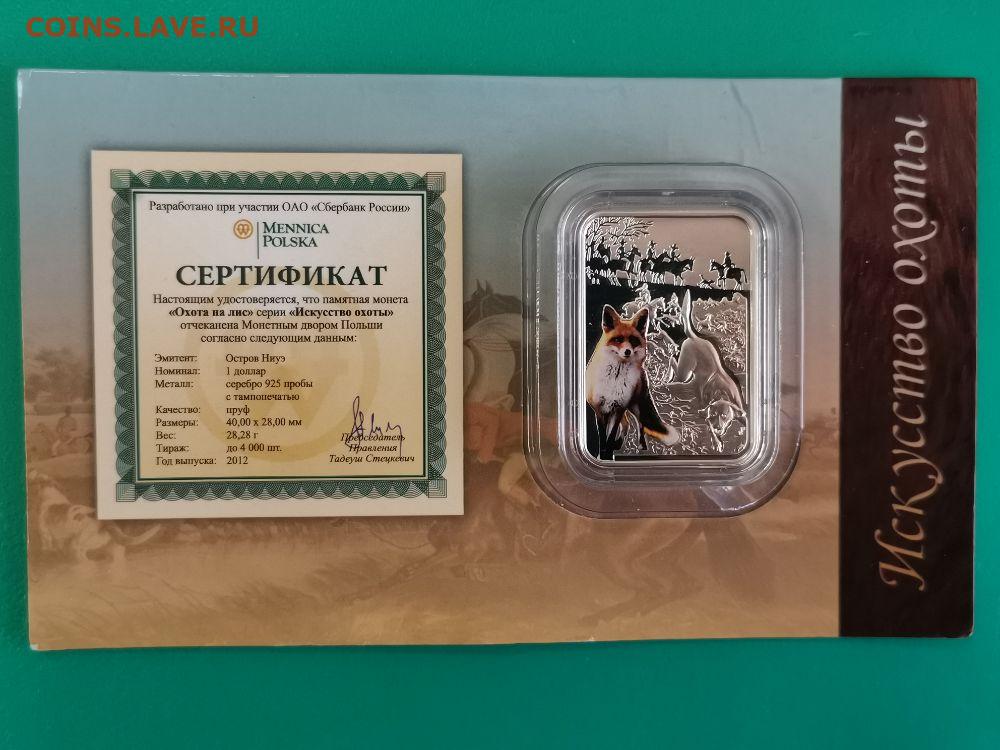 COINS.LAVE.RU
Разработано при участии ОАО «Сбербанк России»
MENNICA
POLSKA
СЕРТИФИКАТ
Настоящим удостоверяется, что памятная монета
«Охота на лис» серии «Искусство охоты»
отчеканена Монетным двором Польши
согласно следующим данным:
Эмитент: Остров Ниуэ
Номинал: 1 доллар
Металл: серебро 925 пробы
с тампопечатью
Качество: пруф
Размеры: 40,00 x 28,00 мм
Вес: 28,28 г
Тираж: до 4 000 шт.
Год выпуска: 2012
Председатель
Правления
Тадеуш Стецкевич
Искусство охоты